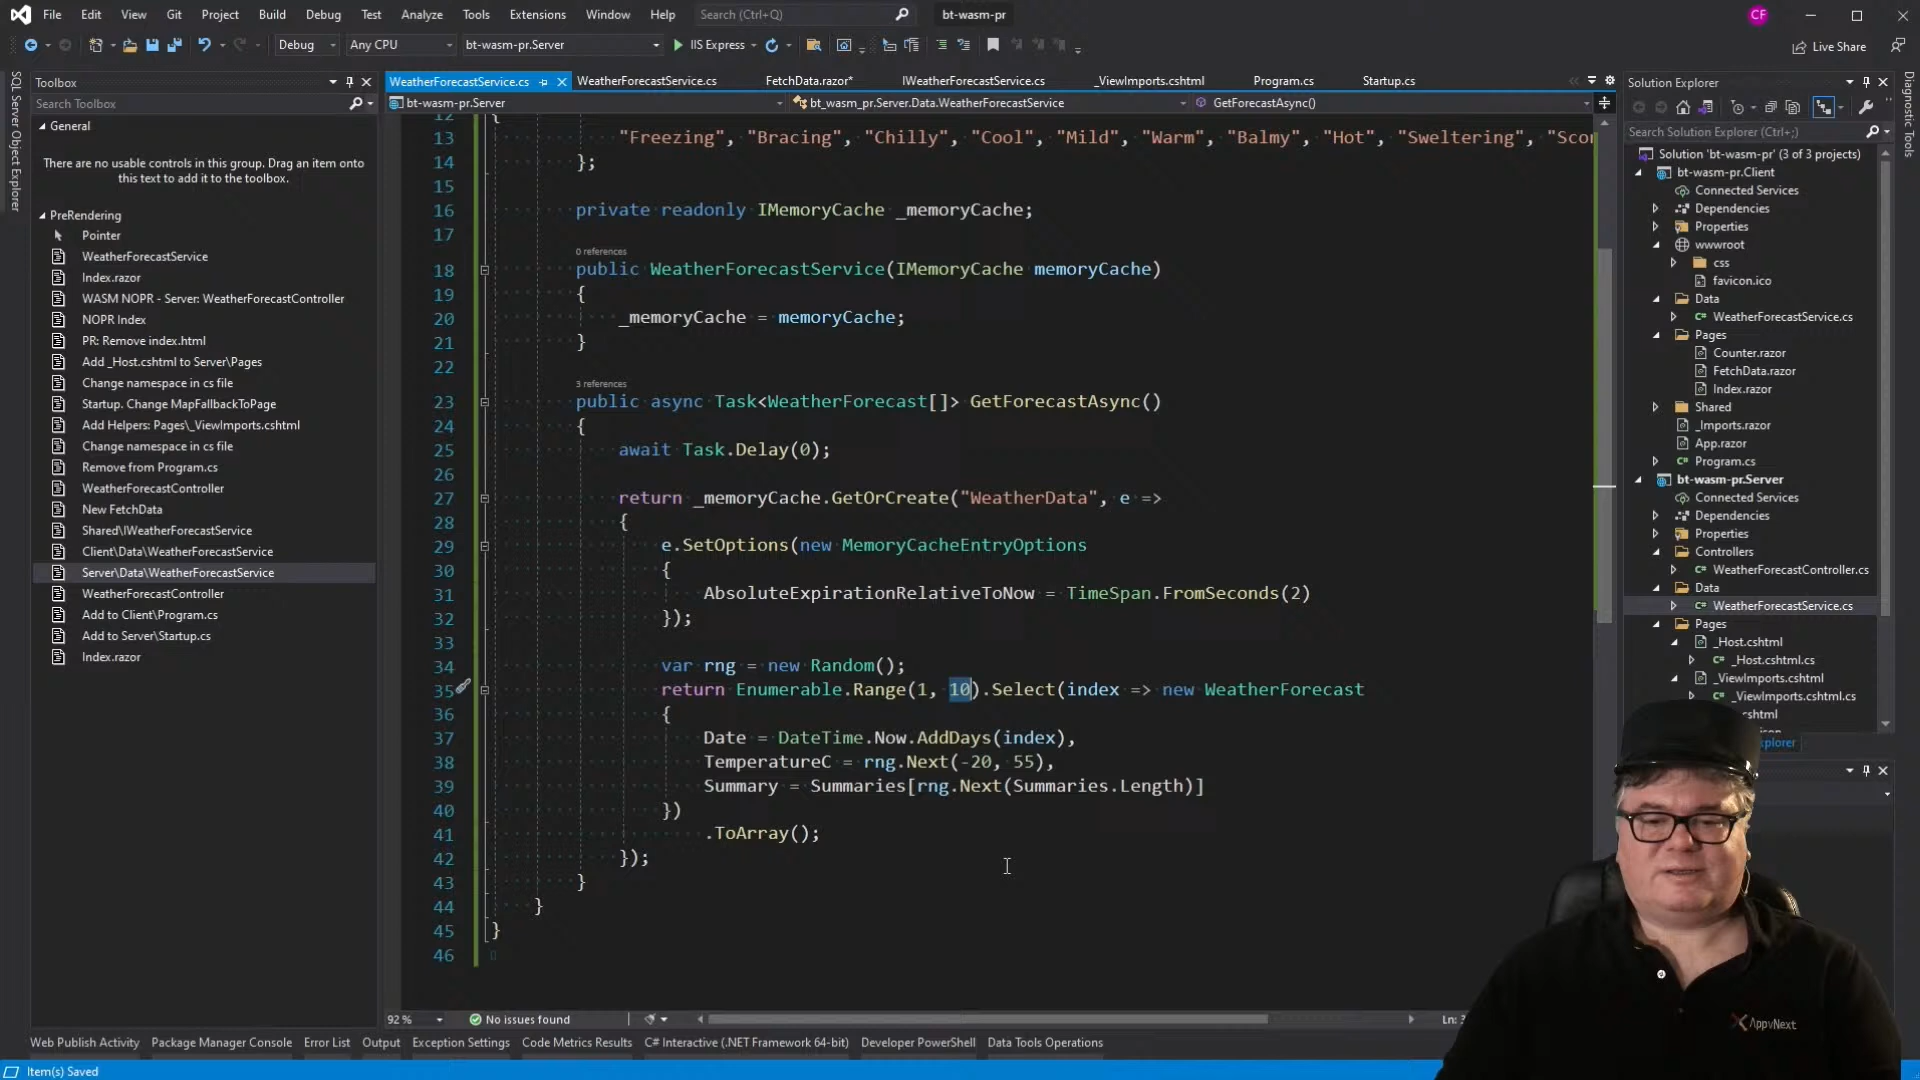 File Edit View Git Project Build Debug Test Analyze Tools Extensions Window Help Search (Ctrl+Q) bt-wasm-pr CF
Debug Any CPU bt-wasm-pr.Server IIS Express Live Share
SQL Server Object Explorer
Toolbox
Search Toolbox
General
There are no usable controls in this group. Drag an item onto
this text to add it to the toolbox.
PreRendering
Pointer
WeatherForecastService
Index.razor
WASM NOPR - Server: WeatherForecastController
NOPR Index
PR: Remove index.html
Add _Host.cshtml to Server\Pages
Change namespace in cs file
Startup. Change MapFallbackToPage
Add Helpers: Pages\_ViewImports.cshtml
Change namespace in cs file
Remove from Program.cs
WeatherForecastController
New FetchData
Shared\IWeatherForecastService
Client\Data\WeatherForecastService
Server\Data\WeatherForecastService
WeatherForecastController
Add to Client\Program.cs
Add to Server\Startup.cs
Index.razor
WeatherForecastService.cs WeatherForecastService.cs FetchData.razor* IWeatherForecastService.cs _ViewImports.cshtml Program.cs Startup.cs
bt-wasm-pr.Server bt_wasm_pr.Server.Data.WeatherForecastService GetForecastAsync()
12 {
13 "Freezing", "Bracing", "Chilly", "Cool", "Mild", "Warm", "Balmy", "Hot", "Sweltering", "Scor
14 };
15
16 private readonly IMemoryCache _memoryCache;
17
0 references
18 public WeatherForecastService(IMemoryCache memoryCache)
19 {
20 _memoryCache = memoryCache;
21 }
22
3 references
23 public async Task<WeatherForecast[]> GetForecastAsync()
24 {
25 await Task.Delay(0);
26
27 return _memoryCache.GetOrCreate("WeatherData", e =>
28 {
29 e.SetOptions(new MemoryCacheEntryOptions
30 {
31 AbsoluteExpirationRelativeToNow = TimeSpan.FromSeconds(2)
32 });
33
34 var rng = new Random();
35 return Enumerable.Range(1, 10).Select(index => new WeatherForecast
36 {
37 Date = DateTime.Now.AddDays(index),
38 TemperatureC = rng.Next(-20, 55),
39 Summary = Summaries[rng.Next(Summaries.Length)]
40 })
41 .ToArray();
42 });
43 }
44 }
45 }
46
92 % No issues found Ln: 3
Solution Explorer
Search Solution Explorer (Ctrl+;)
Solution 'bt-wasm-pr' (3 of 3 projects)
bt-wasm-pr.Client
Connected Services
Dependencies
Properties
wwwroot
css
favicon.ico
Data
WeatherForecastService.cs
Pages
Counter.razor
FetchData.razor
Index.razor
Shared
_Imports.razor
App.razor
Program.cs
bt-wasm-pr.Server
Connected Services
Dependencies
Properties
Controllers
WeatherForecastController.cs
Data
WeatherForecastService.cs
Pages
_Host.cshtml
_Host.cshtml.cs
_ViewImports.cshtml
_ViewImports.cshtml.cs
cshtml
xplorer
Diagnostic Tools
AppvNext
Web Publish Activity Package Manager Console Error List Output Exception Settings Code Metrics Results C# Interactive (.NET Framework 64-bit) Developer PowerShell Data Tools Operations
Item(s) Saved